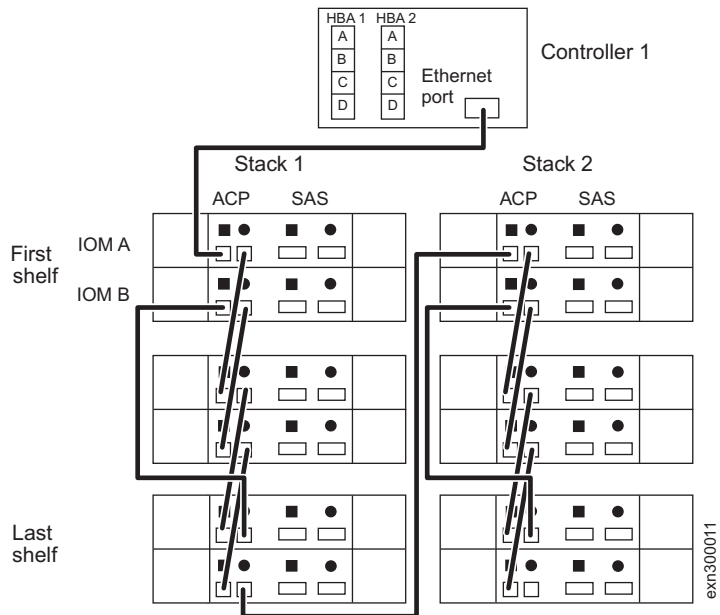 HBA 1 HBA 2
A A
B B
C C
D D
Ethernet
port
Controller 1
Stack 1 Stack 2
ACP SAS ACP SAS
First
shelf
IOM A
IOM B
Last
shelf
exn300011